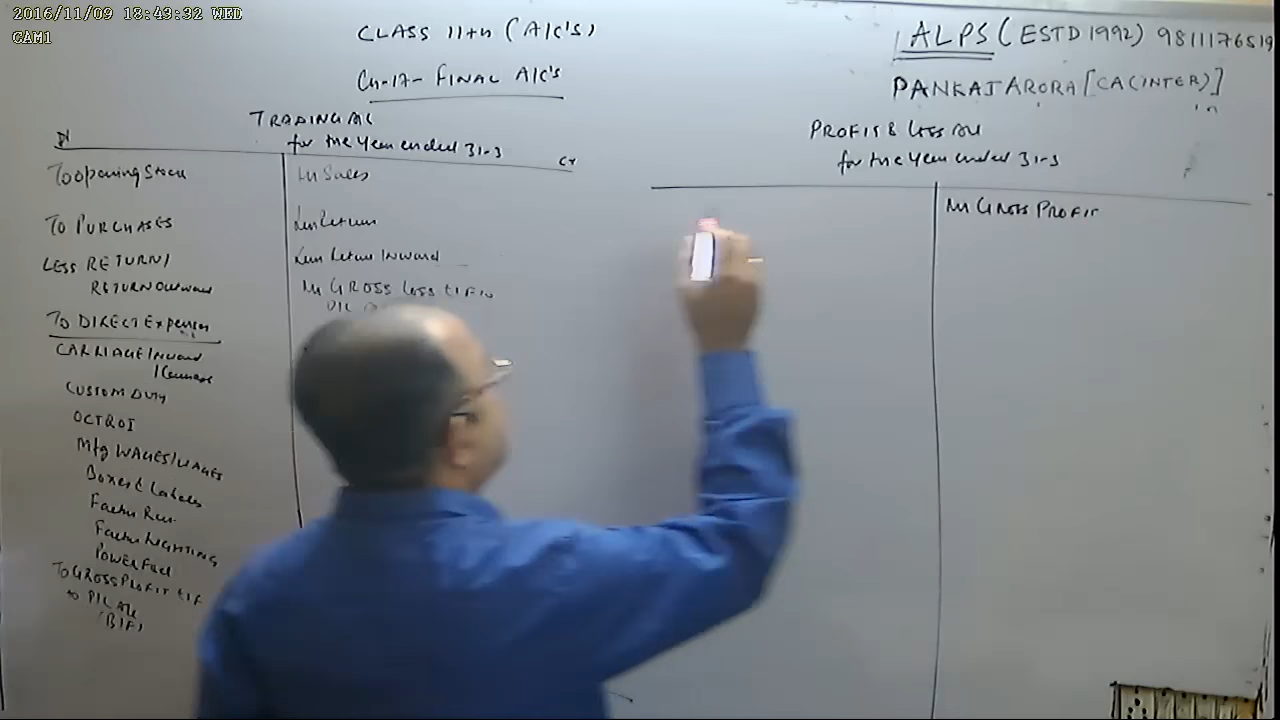 2016/11/09 18:43:32 WED
CAM1
CLASS 11th (A/C'S)
CH-17- FINAL A/C'S
ALPS (ESTD 1992) 9811176519
PANKAJ ARORA [CA (INTER)]
TRADING A/C
for the Year ended 31-3
Dr
Cr
To opening Stock
By Sales
TO PURCHASES
Less Return
LESS RETURN/
RETURN Outward
Less Return Inward
By GROSS Loss t/f to
P/L
TO DIRECT Expenses
CARRIAGE Inward
CUSTOM DUTY
OCTROI
Mfg WAGES/WAGES
Boxes & Labels
Factory Rent
Factory LIGHTING
POWER Fuel
To GROSS PROFIT t/f
to P/L A/c
(B/F)
PROFIT & Loss A/c
for the Year ended 31-3
By GROSS PROFIT